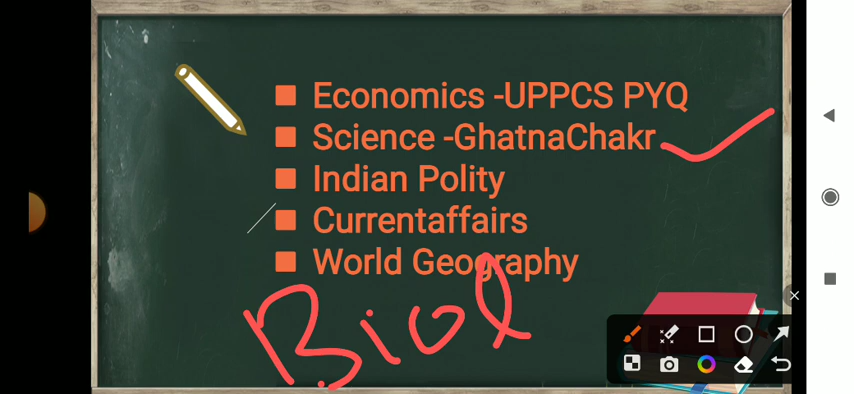 Economics -UPPCS PYQ
Science -GhatnaChakr
Indian Polity
Currentaffairs
World Geography
Biol